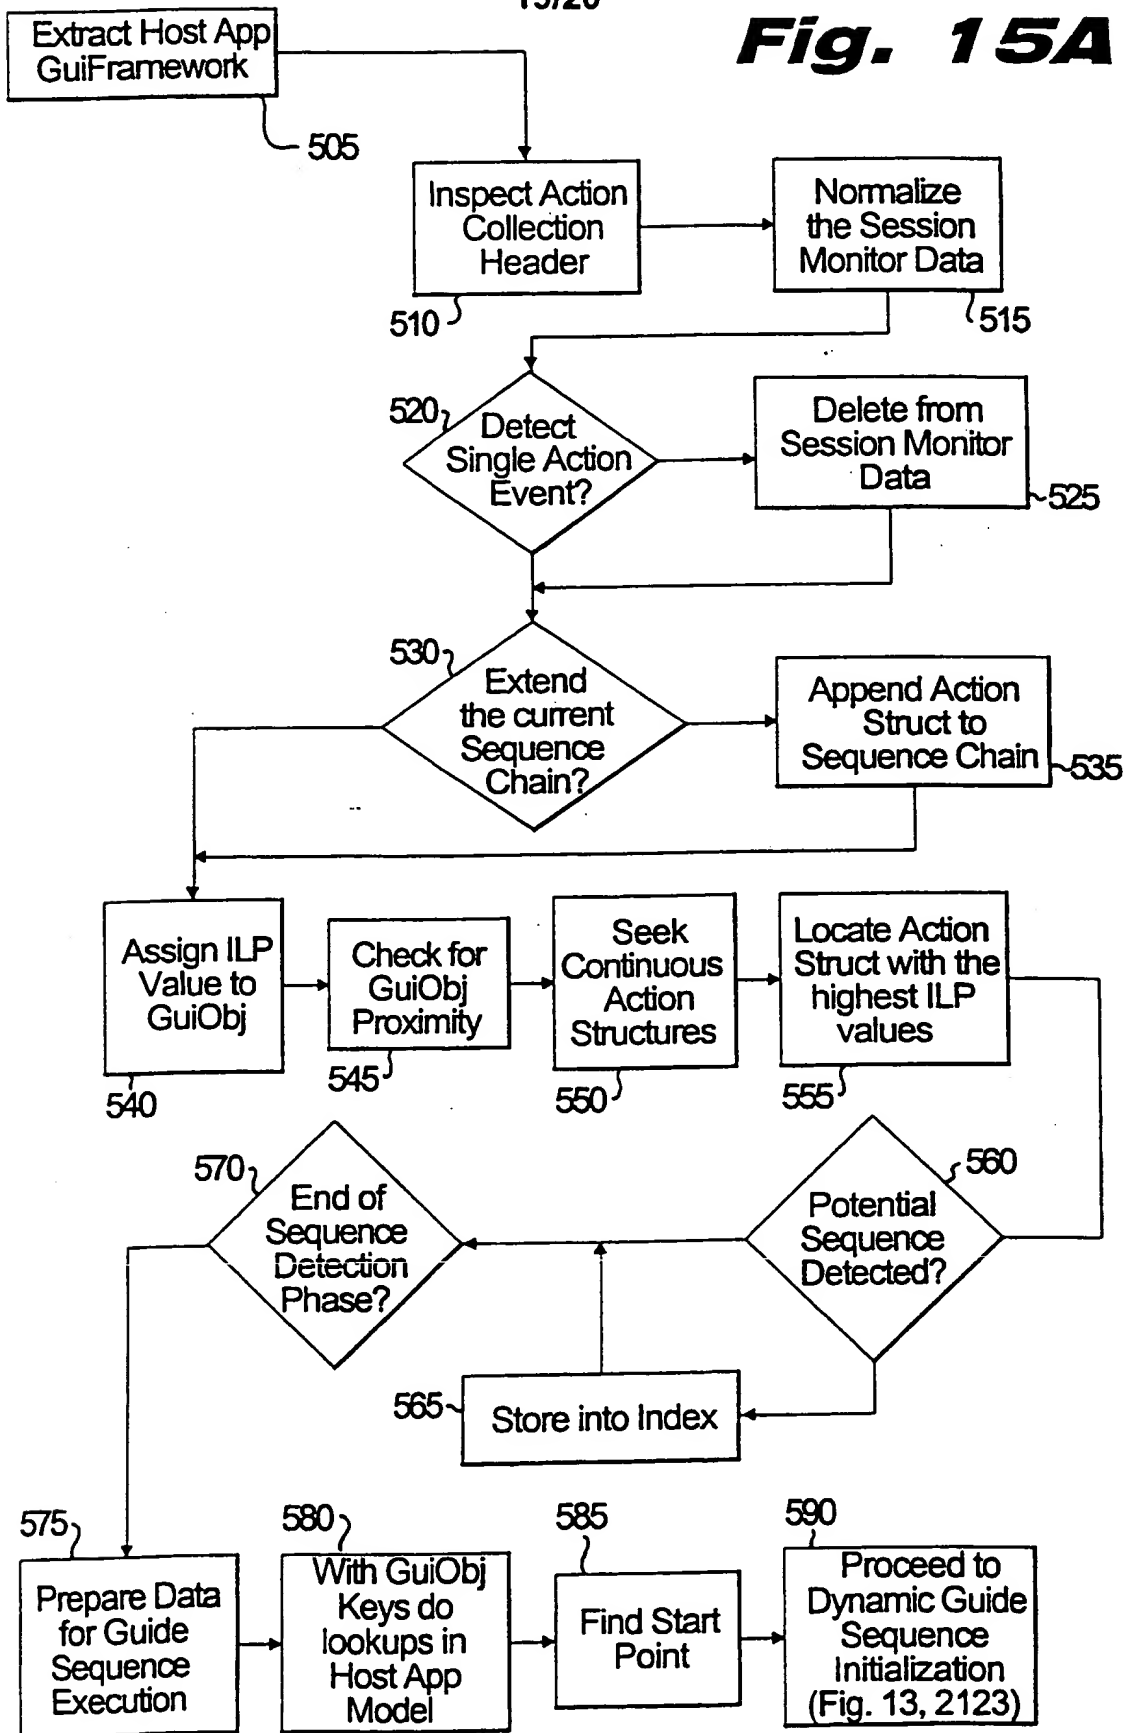 Fig. 15A
Extract Host App
GuiFramework
505
Inspect Action
Collection
Header
510
Normalize
the Session
Monitor Data
515
520
Detect
Single Action
Event?
Delete from
Session Monitor
Data
525
530
Extend
the current
Sequence
Chain?
Append Action
Struct to
Sequence Chain
535
Assign ILP
Value to
GuiObj
540
Check for
GuiObj
Proximity
545
Seek
Continuous
Action
Structures
550
Locate Action
Struct with the
highest ILP
values
555
560
Potential
Sequence
Detected?
565
Store into Index
570
End of
Sequence
Detection
Phase?
575
Prepare Data
for Guide
Sequence
Execution
580
With GuiObj
Keys do
lookups in
Host App
Model
585
Find Start
Point
590
Proceed to
Dynamic Guide
Sequence
Initialization
(Fig. 13, 2123)